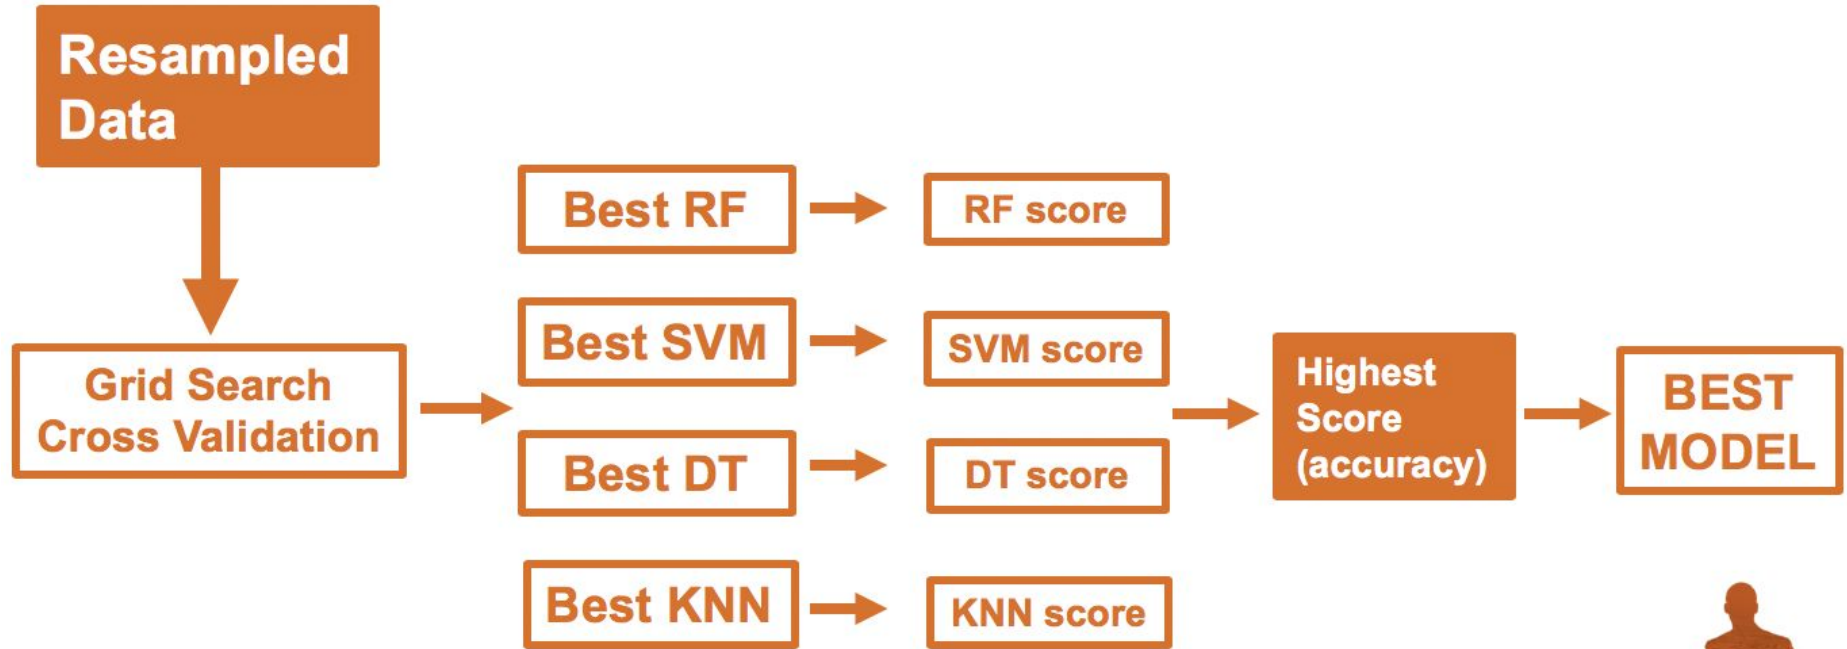 Resampled
Data
Grid Search
Cross Validation
Best RF
RF score
Best SVM
SVM score
Best DT
DT score
Best KNN
KNN score
Highest
Score
(accuracy)
BEST
MODEL